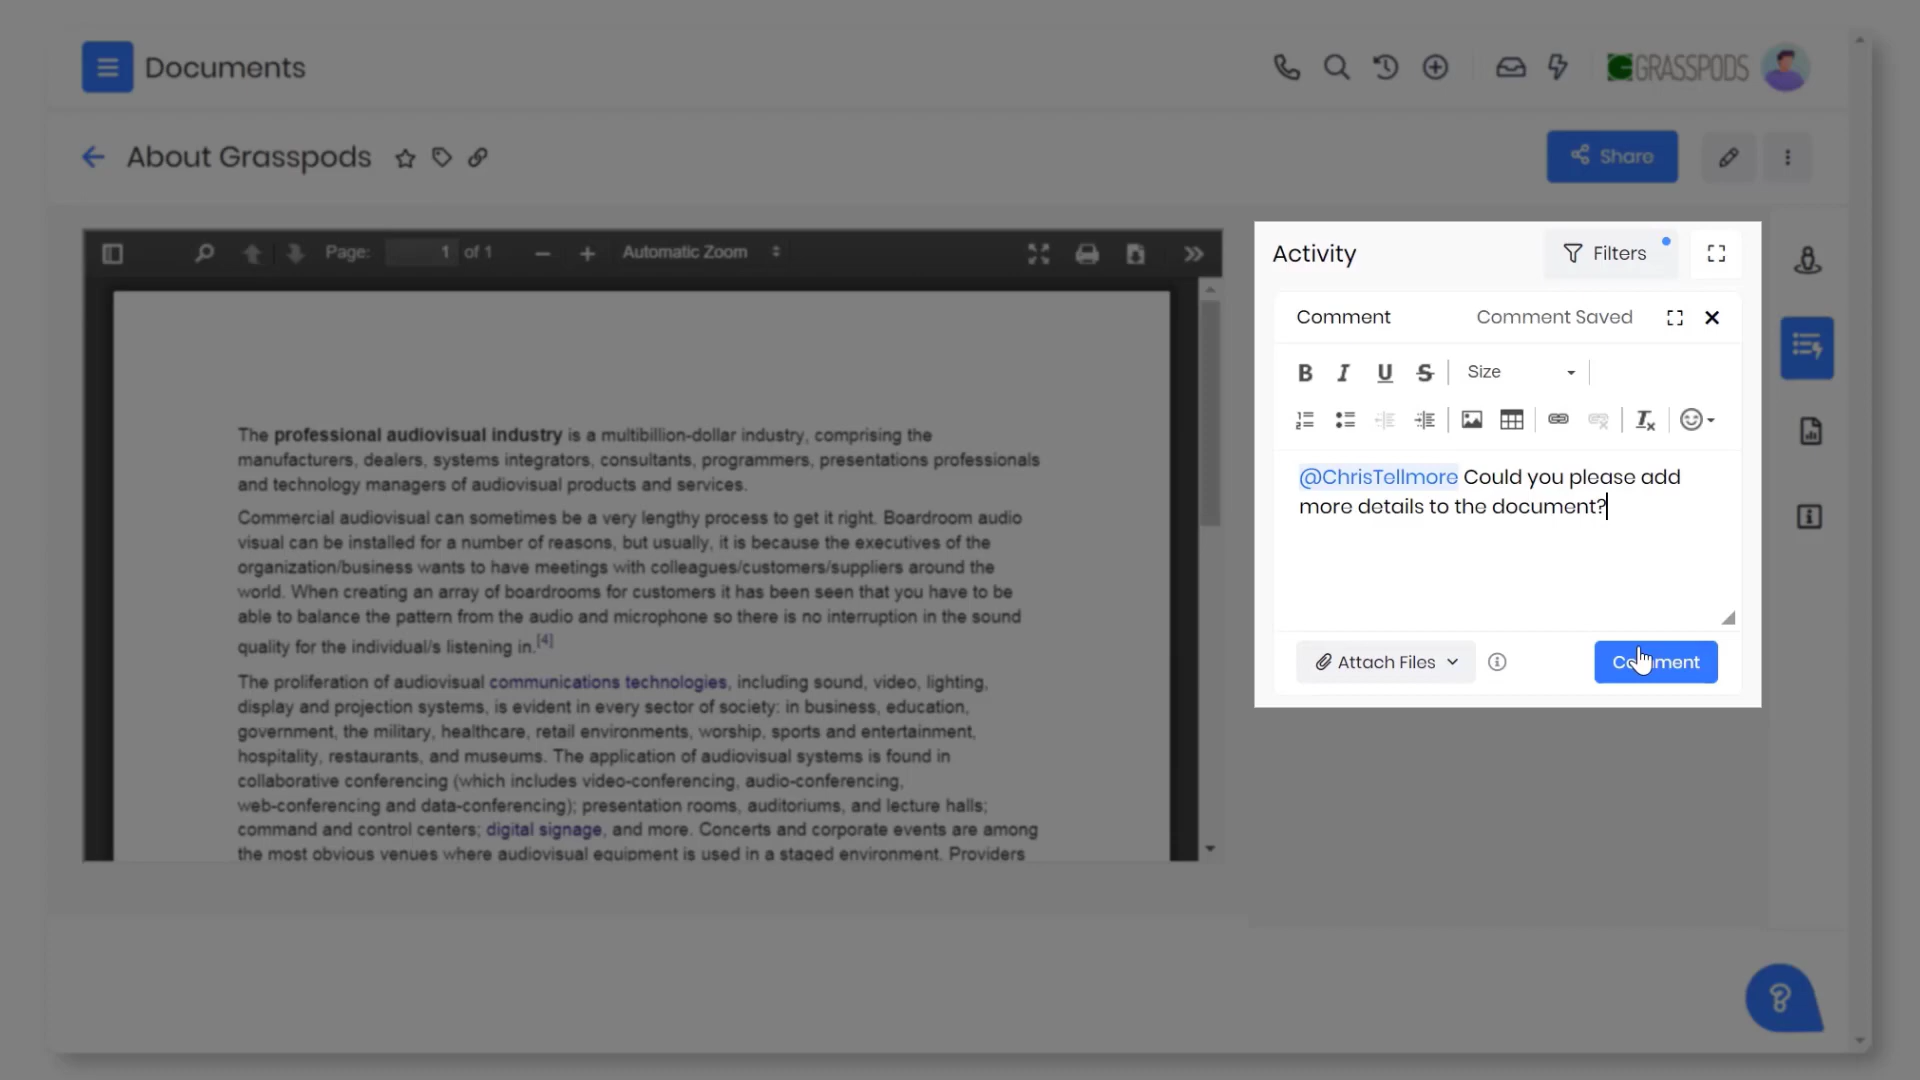 Documents
GRASSPODS
About Grasspods
Share
Page: 1 of 1
Automatic Zoom
The professional audiovisual industry is a multibillion-dollar industry, comprising the
manufacturers, dealers, systems integrators, consultants, programmers, presentations professionals
and technology managers of audiovisual products and services.
Commercial audiovisual can sometimes be a very lengthy process to get it right. Boardroom audio
visual can be installed for a number of reasons, but usually, it is because the executives of the
organization/business wants to have meetings with colleagues/customers/suppliers around the
world. When creating an array of boardrooms for customers it has been seen that you have to be
able to balance the pattern from the audio and microphone so there is no interruption in the sound
quality for the individual/s listening in.[4]
The proliferation of audiovisual communications technologies, including sound, video, lighting,
display and projection systems, is evident in every sector of society: in business, education,
government, the military, healthcare, retail environments, worship, sports and entertainment,
hospitality, restaurants, and museums. The application of audiovisual systems is found in
collaborative conferencing (which includes video-conferencing, audio-conferencing,
web-conferencing and data-conferencing); presentation rooms, auditoriums, and lecture halls;
command and control centers; digital signage, and more. Concerts and corporate events are among
the most obvious venues where audiovisual equipment is used in a staged environment. Providers
Activity
Filters
Comment
Comment Saved
B I U S Size
@ChrisTellmore Could you please add
more details to the document?
Attach Files
Comment